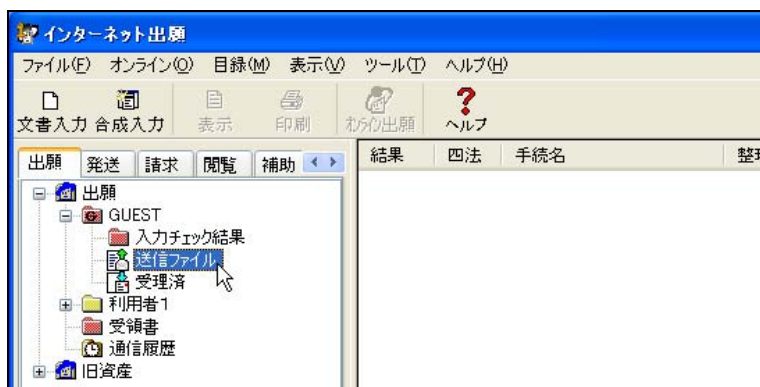 インターネット出願
ファイル(F) オンライン(O) 目録(M) 表示(V) ツール(T) ヘルプ(H)
文書入力 合成入力 表示 印刷 オンライン出願 ヘルプ
出願 発送 請求 閲覧 補助
結果 四法 手続名
出願
GUEST
入力チェック結果
送信ファイル
受理済
利用者1
受領書
通信履歴
旧資産